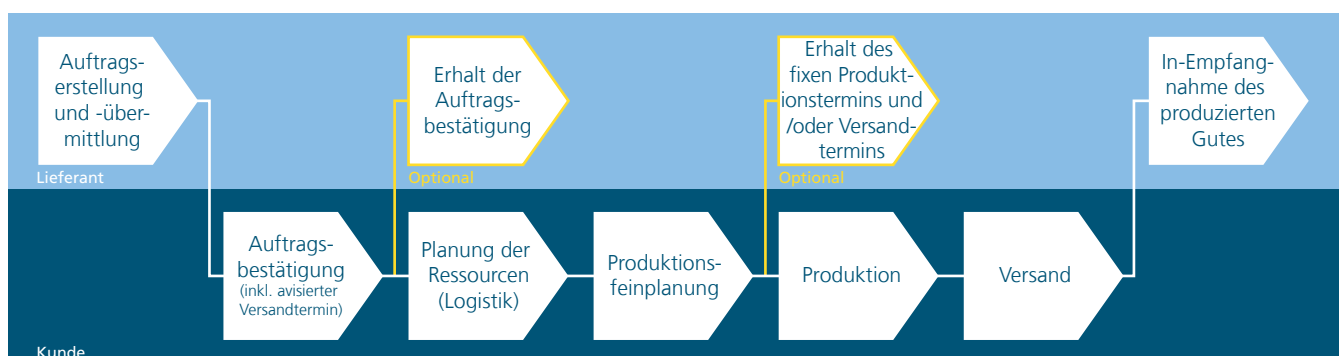 Auftrags-
erstellung
und -über-
mittlung
Erhalt der
Auftrags-
bestätigung
Erhalt des
fixen Produkt-
ionstermins und
/oder Versand-
termins
In-Empfang-
nahme des
produzierten
Gutes
Lieferant
Optional
Optional
Auftrags-
bestätigung
(inkl. avisierter
Versandtermin)
Planung der
Ressourcen
(Logistik)
Produktions-
feinplanung
Produktion
Versand
Kunde